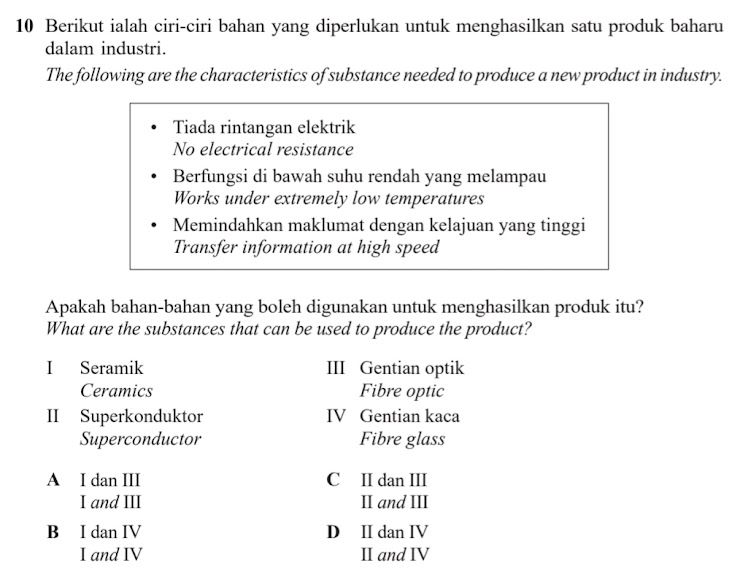 10 Berikut ialah ciri-ciri bahan yang diperlukan untuk menghasilkan satu produk baharu
dalam industri.
The following are the characteristics of substance needed to produce a new product in industry.
• Tiada rintangan elektrik
No electrical resistance
• Berfungsi di bawah suhu rendah yang melampau
Works under extremely low temperatures
• Memindahkan maklumat dengan kelajuan yang tinggi
Transfer information at high speed
Apakah bahan-bahan yang boleh digunakan untuk menghasilkan produk itu?
What are the substances that can be used to produce the product?
I Seramik
Ceramics
II Superkonduktor
Superconductor
III Gentian optik
Fibre optic
IV Gentian kaca
Fibre glass
A I dan III
I and III
B I dan IV
I and IV
C II dan III
II and III
D II dan IV
II and IV